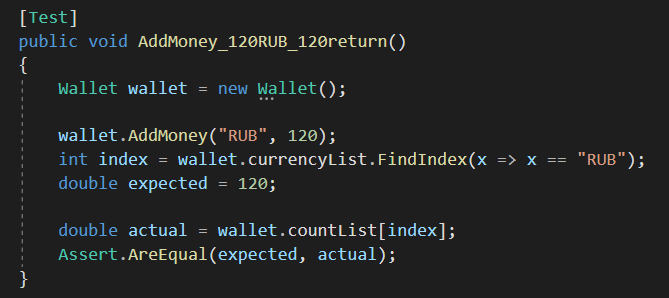 [Test]
public void AddMoney_120RUB_120return()
{
Wallet wallet = new Wallet();
wallet.AddMoney("RUB", 120);
int index = wallet.currencyList.FindIndex(x => x == "RUB");
double expected = 120;
double actual = wallet.countList[index];
Assert.AreEqual(expected, actual);
}